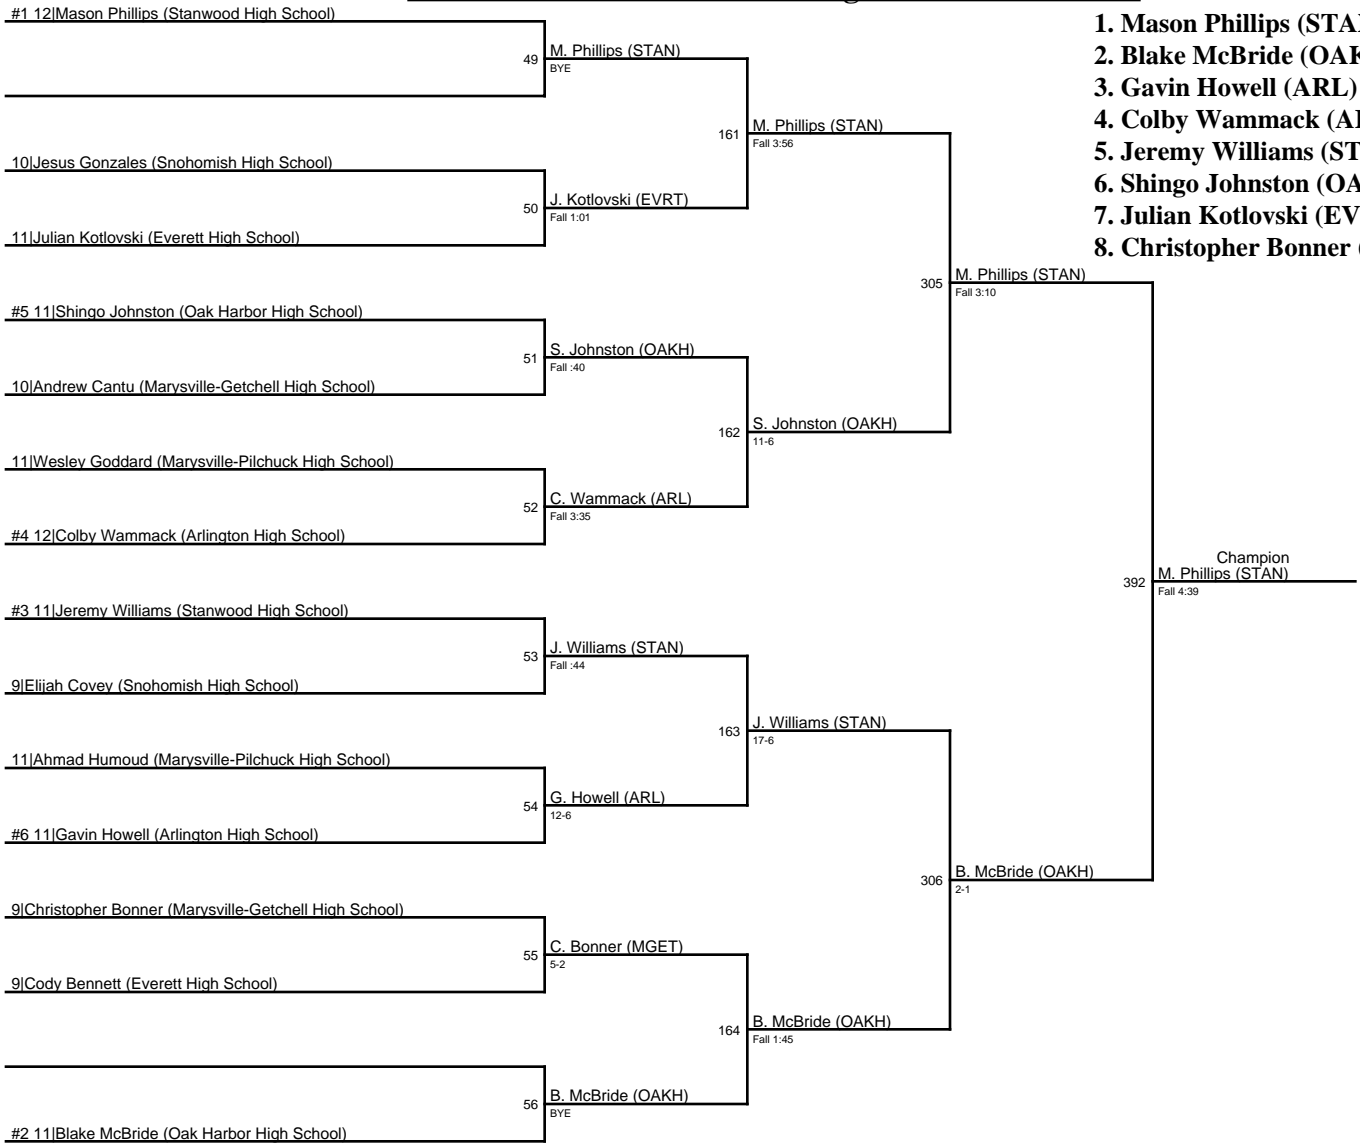 #1 12|Mason Phillips (Stanwood High School)
49
M. Phillips (STAN)
BYE
161
M. Phillips (STAN)
Fall 3:56
10|Jesus Gonzales (Snohomish High School)
50
J. Kotlovski (EVRT)
Fall 1:01
11|Julian Kotlovski (Everett High School)
305
M. Phillips (STAN)
Fall 3:10
#5 11|Shingo Johnston (Oak Harbor High School)
51
S. Johnston (OAKH)
Fall :40
10|Andrew Cantu (Marysville-Getchell High School)
162
S. Johnston (OAKH)
11-6
11|Wesley Goddard (Marysville-Pilchuck High School)
52
C. Wammack (ARL)
Fall 3:35
#4 12|Colby Wammack (Arlington High School)
Champion
392
M. Phillips (STAN)
Fall 4:39
#3 11|Jeremy Williams (Stanwood High School)
53
J. Williams (STAN)
Fall :44
9|Elijah Covey (Snohomish High School)
163
J. Williams (STAN)
17-6
11|Ahmad Humoud (Marysville-Pilchuck High School)
54
G. Howell (ARL)
12-6
#6 11|Gavin Howell (Arlington High School)
306
B. McBride (OAKH)
2-1
9|Christopher Bonner (Marysville-Getchell High School)
55
C. Bonner (MGET)
5-2
9|Cody Bennett (Everett High School)
164
B. McBride (OAKH)
Fall 1:45
56
B. McBride (OAKH)
BYE
#2 11|Blake McBride (Oak Harbor High School)
1. Mason Phillips (STA
2. Blake McBride (OAK
3. Gavin Howell (ARL)
4. Colby Wammack (A
5. Jeremy Williams (ST
6. Shingo Johnston (OA
7. Julian Kotlovski (EV
8. Christopher Bonner (